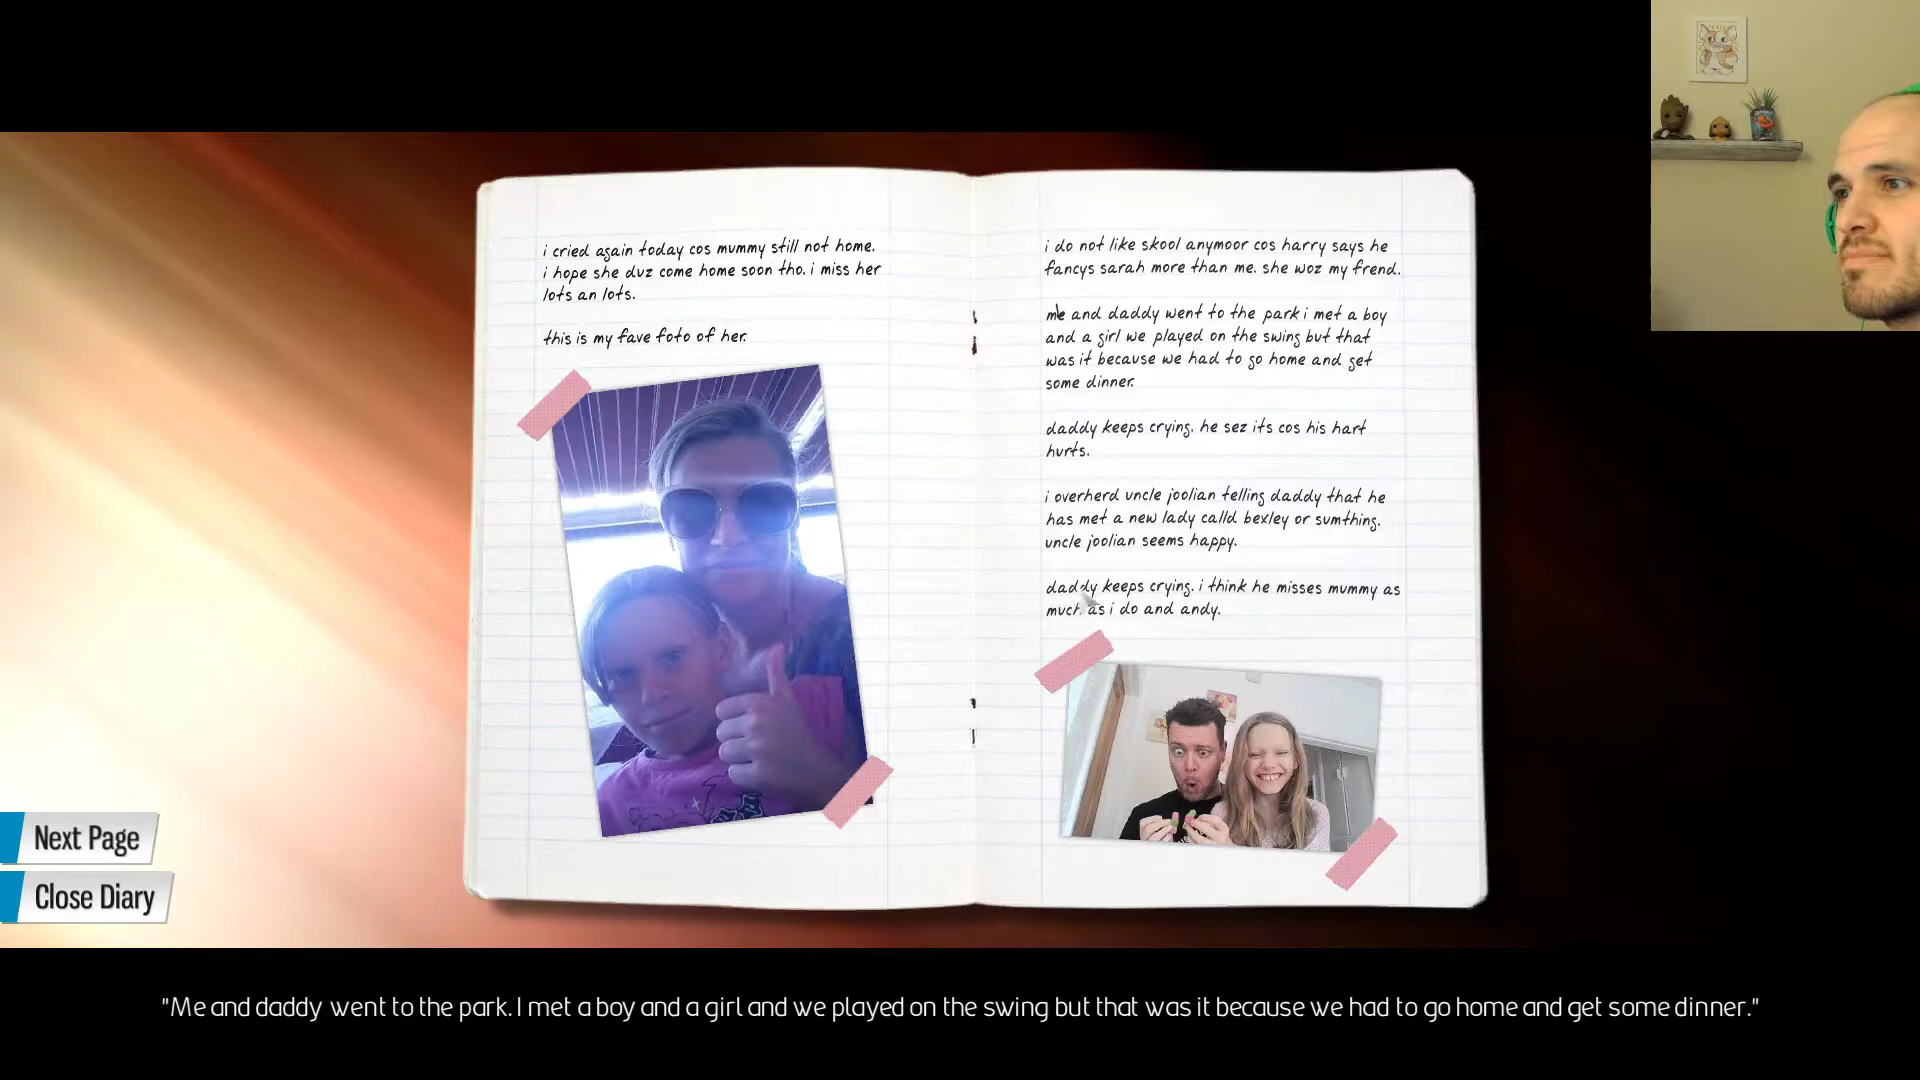 i cried again today cos mummy still not home.
i hope she duz come home soon tho. i miss her
lots an lots.
this is my fave foto of her.
i do not like skool anymoor cos harry says he
fancys sarah more than me. she woz my frend.
me and daddy went to the park i met a boy
and a girl we played on the swing but that
was it because we had to go home and get
some dinner.
daddy keeps crying. he sez its cos his hart
hurts.
i overherd uncle joolian telling daddy that he
has met a new lady calld bexley or sumthing.
uncle joolian seems happy.
daddy keeps crying. i think he misses mummy as
much as i do and andy.
Next Page
Close Diary
"Me and daddy went to the park. I met a boy and a girl and we played on the swing but that was it because we had to go home and get some dinner."